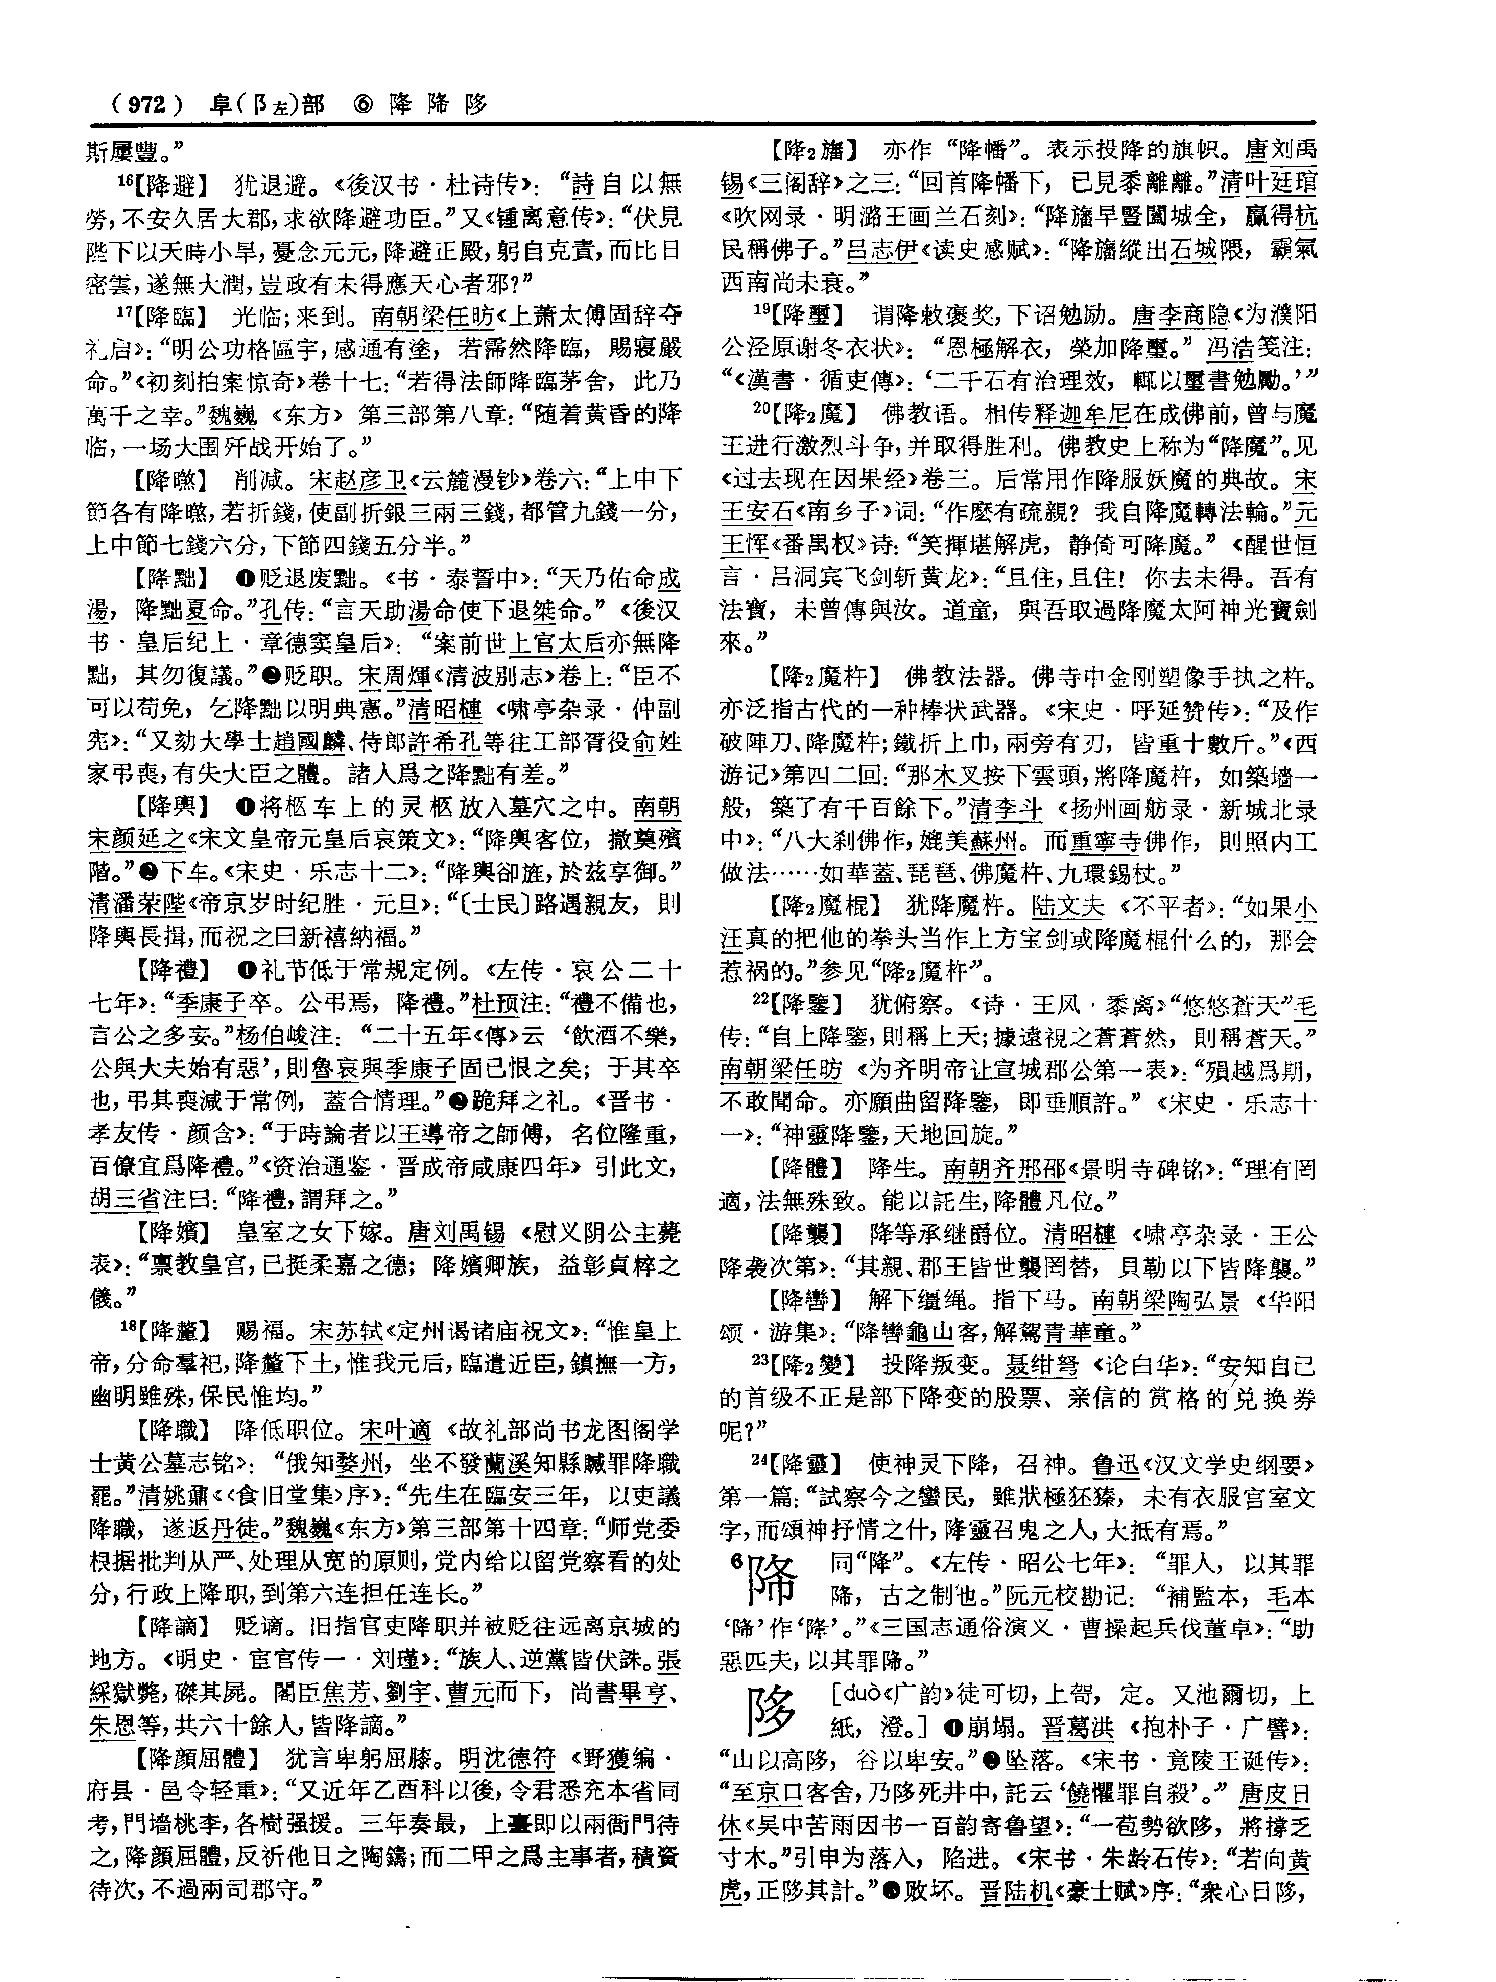 （972） 阜（阝左）部 ⑥ 降 㡀 陊
斯屢豐。”
16【降避】 犹退避。《後汉书·杜诗传》：“詩自以無
勞，不安久居大郡，求欲降避功臣。”又《锺离意传》：“伏見
陛下以天時小旱，憂念元元，降避正殿，躬自克責，而比日
密雲，遂無大潤，豈政有未得應天心者邪？”
17【降臨】 光临；来到。南朝梁任昉《上萧太傅固辞夺
礼启》：“明公功格區宇，感通有塗，若霈然降臨，賜寢嚴
命。”《初刻拍案惊奇》卷十七：“若得法師降臨茅舍，此乃
萬千之幸。”魏巍《东方》第三部第八章：“随着黄昏的降
临，一场大围歼战开始了。”
削减。宋赵彦卫《云麓漫钞》卷六：“上中下
若折錢，使副折銀三兩三錢，都管九錢一分，
上中節七錢六分，下節四錢五分半。”
【降黜】 ❶贬退废黜。《书·泰誓中》：“天乃佑命成
湯，降黜夏命。”孔传：“言天助湯命使下退桀命。”《後汉
书·皇后纪上·章德窦皇后》：“案前世上官太后亦無降
黜，其勿復議。”❷贬职。宋周煇《清波别志》卷上：“臣不
可以苟免，乞降黜以明典憲。”清昭槤《啸亭杂录·仲副
宪》：“又劾大學士趙國麟、侍郎許希孔等往工部胥役俞姓
家弔喪，有失大臣之體。諸人爲之降黜有差。”
【降輿】 ❶将柩车上的灵柩放入墓穴之中。南朝
宋颜延之《宋文皇帝元皇后哀策文》：“降輿客位，撤奠殯
階。”❷下车。《宋史·乐志十二》：“降輿卻旌，於兹享御。”
清潘荣陛《帝京岁时纪胜·元旦》：“〔士民〕路遇親友，則
降輿長揖，而祝之曰新禧納福。”
【降禮】 ❶礼节低于常规定例。《左传·哀公二十
七年》：“季康子卒。公弔焉，降禮。”杜预注：“禮不備也，
言公之多妄。”杨伯峻注：“二十五年《傳》云‘飲酒不樂，
公與大夫始有惡’，則魯哀與季康子固已恨之矣；于其卒
也，弔其喪減于常例，蓋合情理。”❷跪拜之礼。《晋书·
孝友传·颜含》：“于時論者以王導帝之師傅，名位隆重，
百僚宜爲降禮。”《资治通鉴·晋成帝咸康四年》引此文，
胡三省注曰：“降禮，謂拜之。”
【降嬪】 皇室之女下嫁。唐刘禹锡《慰义阴公主薨
表》：“禀教皇宫，已挺柔嘉之德；降嬪卿族，益彰貞梓之
儀。”
18【降釐】 赐福。宋苏轼《定州谒诸庙祝文》：“惟皇上
帝，分命羣祀，降釐下土，惟我元后，臨遣近臣，鎮撫一方，
幽明雖殊，保民惟均。”
【降職】 降低职位。宋叶適《故礼部尚书龙图阁学
士黄公墓志铭》：“俄知婺州，坐不發蘭溪知縣贓罪降職
罷。”清姚鼐《〈食旧堂集〉序》：“先生在臨安三年，以吏議
降職，遂返丹徒。”魏巍《东方》第三部第十四章：“师党委
根据批判从严、处理从宽的原则，党内给以留党察看的处
分，行政上降职，到第六连担任连长。”
【降謫】 贬谪。旧指官吏降职并被贬往远离京城的
地方。《明史·宦官传一·刘瑾》：“族人、逆黨皆伏誅。張
綵獄斃，磔其屍。閣臣焦芳、劉宇、曹元而下，尚書畢亨、
朱恩等，共六十餘人，皆降謫。”
【降顔屈體】 犹言卑躬屈膝。明沈德符《野獲编·
府县·邑令轻重》：“又近年乙酉科以後，令君悉充本省同
考，門墙桃李，各樹强援。三年奏最，上臺即以兩衙門待
之，降顔屈體，反祈他日之陶鑄；而二甲之爲主事者，積資
待次，不過兩司郡守。”
【降2旛】 亦作“降幡”。表示投降的旗帜。唐刘禹
锡《三阁辞》之三：“回首降幡下，已見黍離離。”清叶廷琯
《吹网录·明潞王画兰石刻》：“降旛早豎闔城全，赢得杭
民稱佛子。”吕志伊《读史感赋》：“降旛縱出石城隈，霸氣
西南尚未衰。”
19【降璽】 谓降敕褒奖，下诏勉励。唐李商隐《为濮阳
公泾原谢冬衣状》：“恩極解衣，榮加降璽。”冯浩笺注：
“《漢書·循吏傳》：‘二千石有治理效，輒以璽書勉勵。’”
20【降2魔】 佛教语。相传释迦牟尼在成佛前，曾与魔
王进行激烈斗争，并取得胜利。佛教史上称为“降魔”。见
《过去现在因果经》卷三。后常用作降服妖魔的典故。宋
王安石《南乡子》词：“作麽有疏親？我自降魔轉法輪。”元
王恽《番禺权》诗：“笑揮堪解虎，静倚可降魔。”《醒世恒
言·吕洞宾飞剑斩黄龙》：“且住，且住！你去未得。吾有
法寳，未曾傳與汝。道童，與吾取過降魔太阿神光寳劍
來。”
【降2魔杵】 佛教法器。佛寺中金刚塑像手执之杵。
亦泛指古代的一种棒状武器。《宋史·呼延赞传》：“及作
破陣刀、降魔杵；鐵折上巾，兩旁有刃，皆重十數斤。”《西
游记》第四二回：“那木叉按下雲頭，將降魔杵，如築墻一
般，築了有千百餘下。”清李斗《扬州画舫录·新城北录
中》：“八大刹佛作，媲美蘇州。而重寧寺佛作，則照内工
做法……如華蓋、琵琶、佛魔杵、九環錫杖。”
【降2魔棍】 犹降魔杵。陆文夫《不平者》：“如果小
汪真的把他的拳头当作上方宝剑或降魔棍什么的，那会
惹祸的。”参见“降2魔杵”。
22【降鑒】 犹俯察。《诗·王风·黍离》“悠悠蒼天”毛
传：“自上降鑒，則稱上天；據遠視之蒼蒼然，則稱蒼天。”
南朝梁任昉《为齐明帝让宣城郡公第一表》：“殞越爲期，
不敢聞命。亦願曲留降鑒，即垂順許。”《宋史·乐志十
一》：“神靈降鑒，天地回旋。”
【降體】 降生。南朝齐邢邵《景明寺碑铭》：“理有罔
適，法無殊致。能以託生，降體凡位。”
【降襲】 降等承继爵位。清昭槤《啸亭杂录·王公
降袭次第》：“其親、郡王皆世襲罔替，貝勒以下皆降襲。”
【降轡】 解下缰绳。指下马。南朝梁陶弘景《华阳
颂·游集》：“降轡龜山客，解駕青華童。”
23【降2變】 投降叛变。聂绀弩《论白华》：“安知自己
的首级不正是部下降变的股票、亲信的赏格的兑换券
呢？”
24【降靈】 使神灵下降，召神。鲁迅《汉文学史纲要》
第一篇：“試察今之蠻民，雖狀極狉獉，未有衣服宫室文
字，而頌神抒情之什，降靈召鬼之人，大抵有焉。”
6 同“降”。《左传·昭公七年》：“罪人，以其罪
古之制也。”阮元校勘记：“補監本，毛本
作‘降’。”《三国志通俗演义·曹操起兵伐董卓》：“助
惡匹夫，以其罪
陊 ［duò《广韵》徒可切，上哿，定。又池爾切，上
紙，澄。］ ❶崩塌。晋葛洪《抱朴子·广譬》：
“山以高陊，谷以卑安。”❷坠落。《宋书·竟陵王诞传》：
“至京口客舍，乃陊死井中，託云‘饒懼罪自殺’。”唐皮日
休《吴中苦雨因书一百韵寄鲁望》：“一苞勢欲陊，將撑乏
寸木。”引申为落入，陷进。《宋书·朱龄石传》：“若向黄
虎，正陊其計。”❸败坏。晋陆机《豪士赋》序：“衆心日陊，